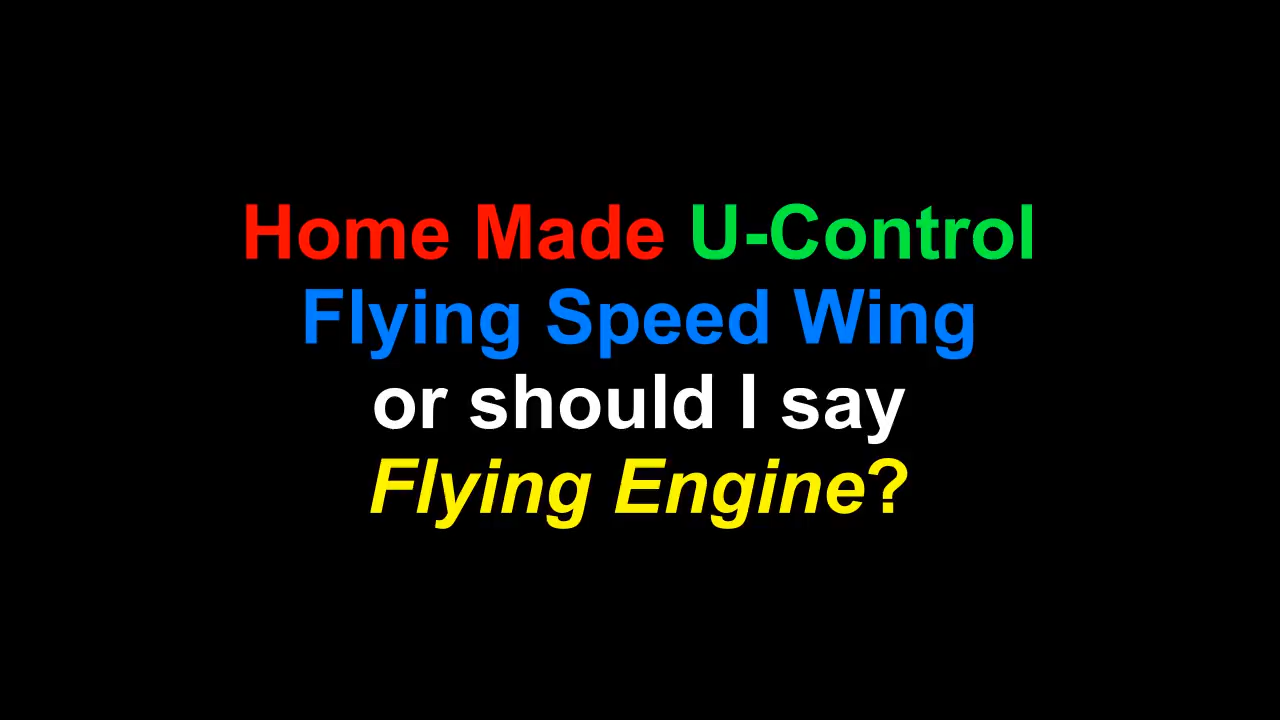 Home Made U-Control
Flying Speed Wing
or should I say
Flying Engine?